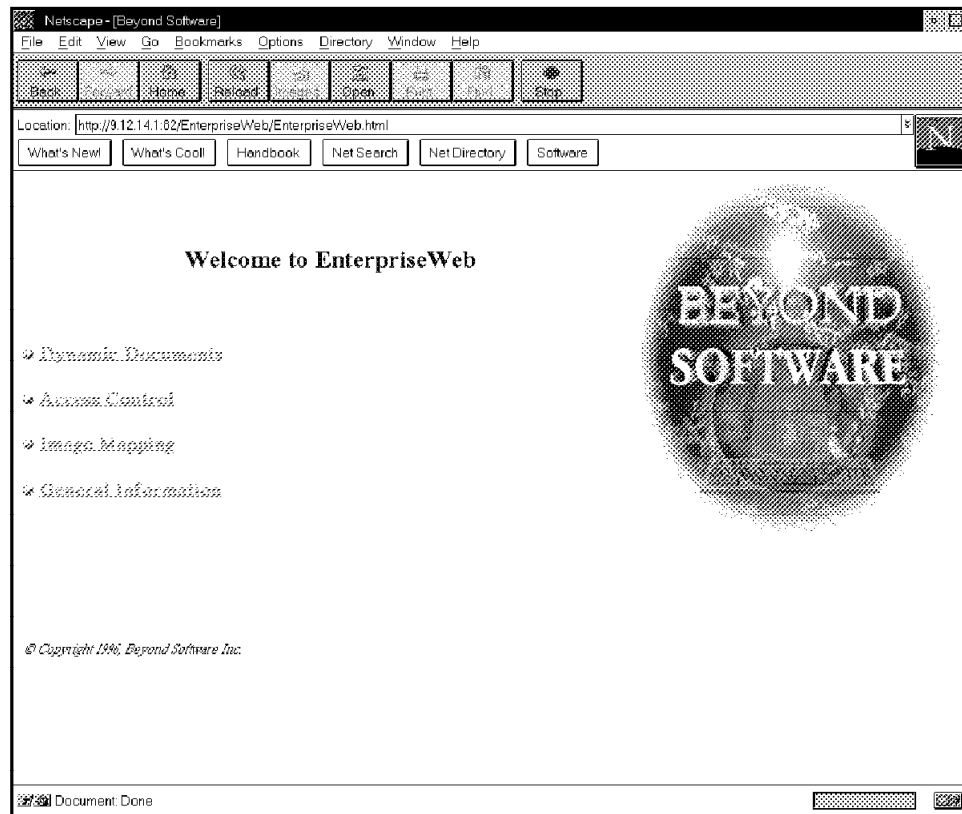 Netscape - [Beyond Software]
File Edit View Go Bookmarks Options Directory Window Help
Back Forward Home Reload Images Open Print Find Stop
Location: http://9.12.14.1:82/EnterpriseWeb/EnterpriseWeb.html
What's New! What's Cool! Handbook Net Search Net Directory Software
N
Welcome to EnterpriseWeb
BEYOND
SOFTWARE
Dynamic Documents
Access Control
Image Mapping
General Information
© Copyright 1996, Beyond Software Inc.
Document: Done